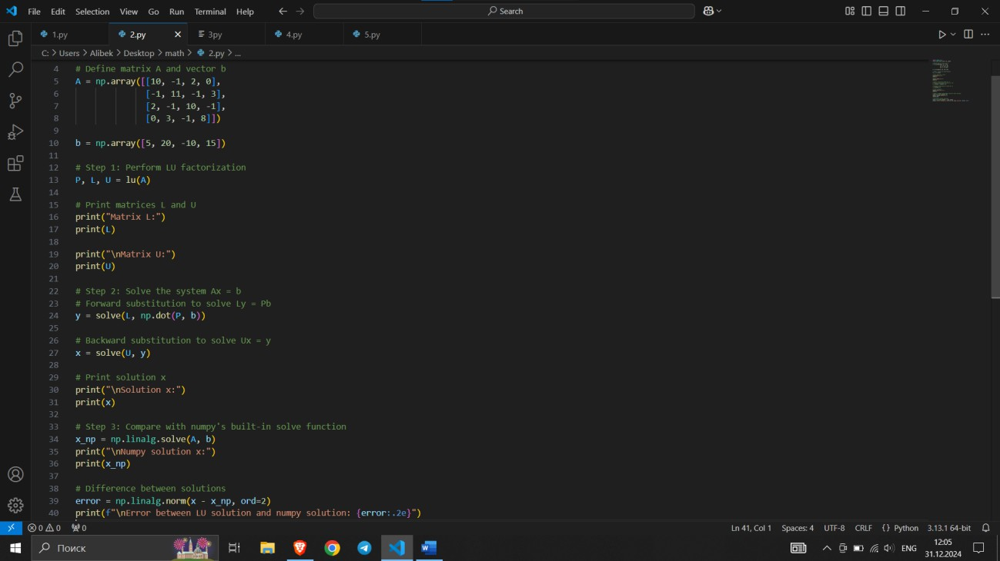 File Edit Selection View Go Run Terminal Help Search
1.py 2.py 3py 4.py 5.py
C: > Users > Alibek > Desktop > math > 2.py > ...
4 # Define matrix A and vector b
5 A = np.array([[10, -1, 2, 0],
6 [-1, 11, -1, 3],
7 [2, -1, 10, -1],
8 [0, 3, -1, 8]])
9
10 b = np.array([5, 20, -10, 15])
11
12 # Step 1: Perform LU factorization
13 P, L, U = lu(A)
14
15 # Print matrices L and U
16 print("Matrix L:")
17 print(L)
18
19 print("\nMatrix U:")
20 print(U)
21
22 # Step 2: Solve the system Ax = b
23 # Forward substitution to solve Ly = Pb
24 y = solve(L, np.dot(P, b))
25
26 # Backward substitution to solve Ux = y
27 x = solve(U, y)
28
29 # Print solution x
30 print("\nSolution x:")
31 print(x)
32
33 # Step 3: Compare with numpy's built-in solve function
34 x_np = np.linalg.solve(A, b)
35 print("\nNumpy solution x:")
36 print(x_np)
37
38 # Difference between solutions
39 error = np.linalg.norm(x - x_np, ord=2)
40 print(f"\nError between LU solution and numpy solution: {error:.2e}")
0 0 0 Ln 41, Col 1 Spaces: 4 UTF-8 CRLF {} Python 3.13.1 64-bit
Поиск ENG 12:05
31.12.2024